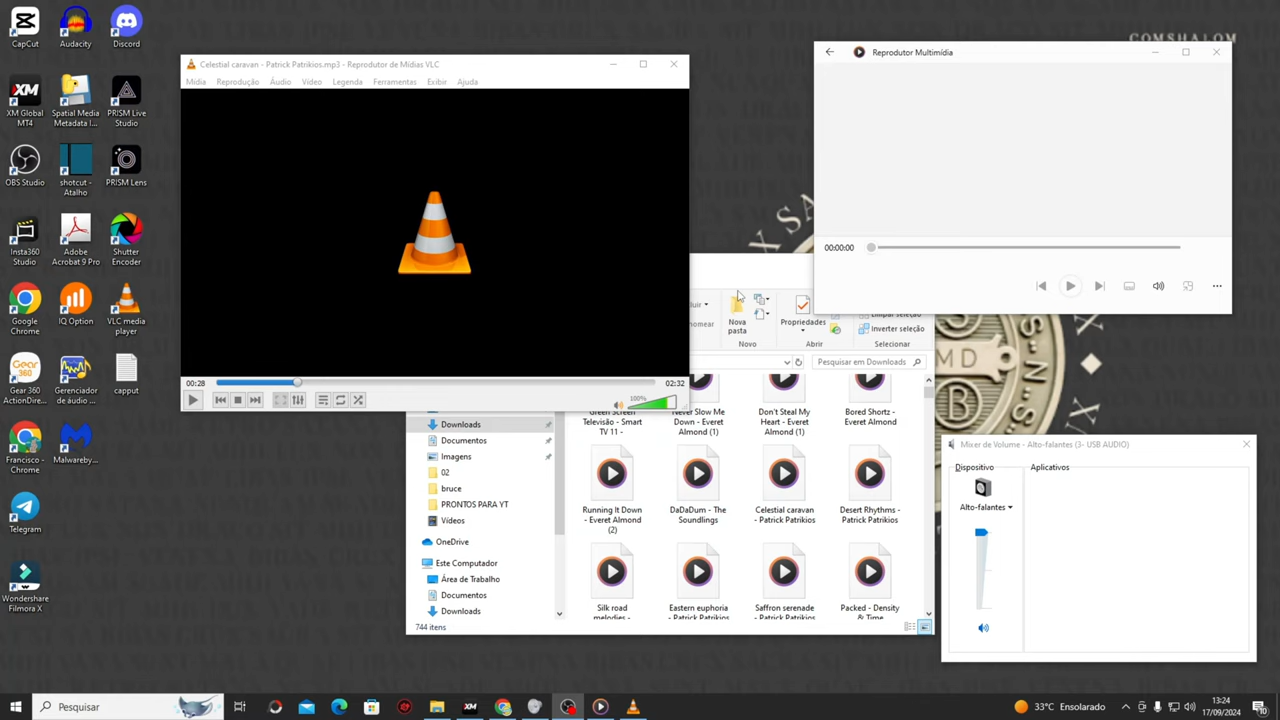 CapCut
Audacity
Discord
XM Global
MT4
Spatial Media
Metadata I...
PRISM Live
Studio
OBS Studio
shotcut -
Atalho
PRISM Lens
Insta360
Studio
Adobe
Acrobat 9 Pro
Shutter
Encoder
Google
Chrome
IQ Option
VLC media
player
Gear 360
ActionDire...
Gerenciador
de áudio ...
capput
Francisco -
Chrome
Malwareby...
Telegram
Wondershare
Filmora X
Celestial caravan - Patrick Patrikios.mp3 - Reprodutor de Mídias VLC
Mídia Reprodução Áudio Vídeo Legenda Ferramentas Exibir Ajuda
00:28
02:32
100%
COMSHALOM
Reprodutor Multimídia
00:00:00
Nova
pasta
Novo
Propriedades
Abrir
Limpar seleção
Inverter seleção
Selecionar
Pesquisar em Downloads
Downloads
Documentos
Imagens
02
bruce
PRONTOS PARA YT
Vídeos
OneDrive
Este Computador
Área de Trabalho
Documentos
Downloads
744 itens
Green Screen
Televisão - Smart
TV 11 -
Never Slow Me
Down - Everet
Almond (1)
Don't Steal My
Heart - Everet
Almond (1)
Bored Shortz -
Everet Almond
Running It Down
- Everet Almond
(2)
DaDaDum - The
Soundlings
Celestial caravan
- Patrick Patrikios
Desert Rhythms -
Patrick Patrikios
Silk road
melodies -
Eastern euphoria
- Patrick Patrikios
Saffron serenade
- Patrick Patrikios
Packed - Density
& Time
Mixer de Volume - Alto-falantes (3- USB AUDIO)
Dispositivo
Aplicativos
Alto-falantes
Pesquisar
33°C Ensolarado
13:24
17/09/2024